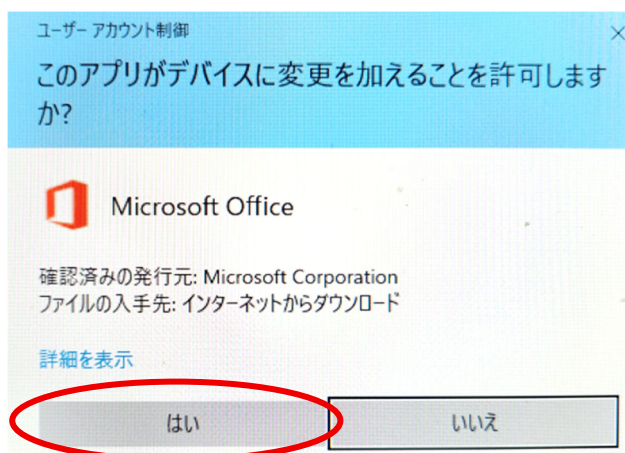 ユーザー アカウント制御
このアプリがデバイスに変更を加えることを許可します
か?
Microsoft Office
確認済みの発行元: Microsoft Corporation
ファイルの入手先: インターネットからダウンロード
詳細を表示
はい
いいえ